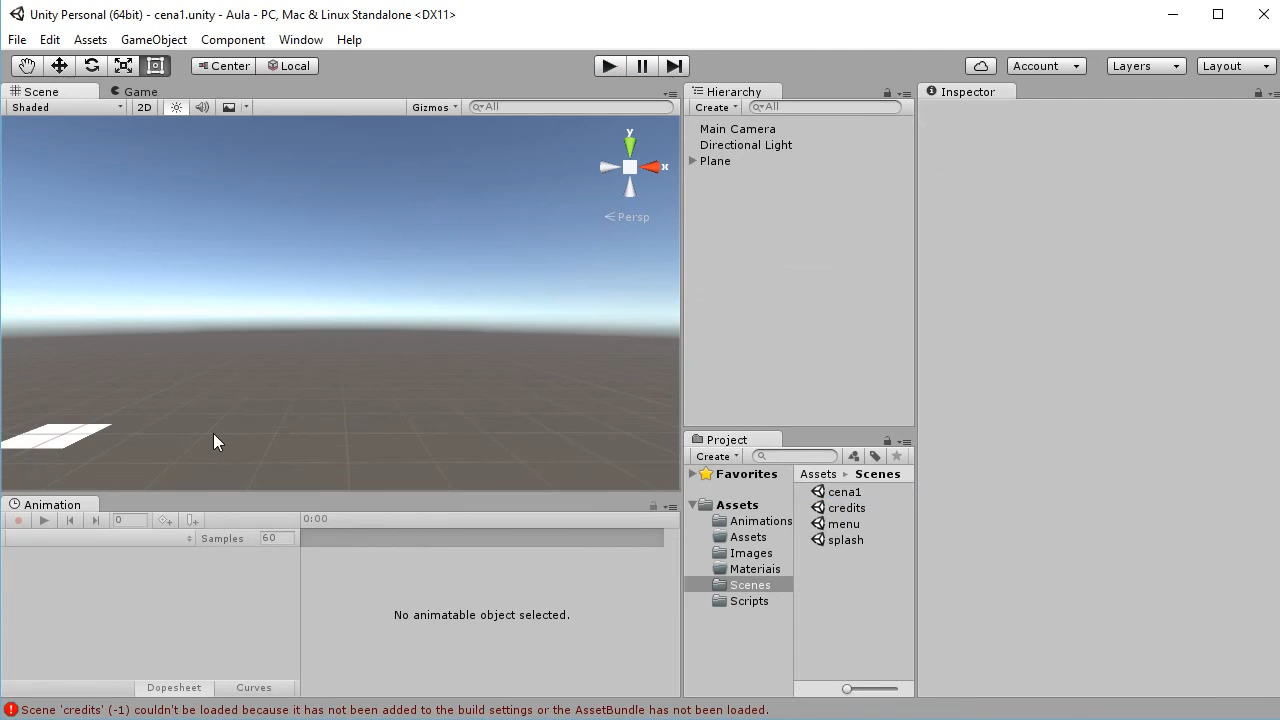 Unity Personal (64bit) - cena1.unity - Aula - PC, Mac & Linux Standalone <DX11>
File Edit Assets GameObject Component Window Help
Center Local Account Layers Layout
Scene Game
Shaded 2D Gizmos All
y
x
Persp
Hierarchy
Create All
Main Camera
Directional Light
Plane
Inspector
Project
Create
Favorites
Assets
Animations
Assets
Images
Materiais
Scenes
Scripts
Assets Scenes
cena1
credits
menu
splash
Animation
0 0:00
Samples 60
No animatable object selected.
Dopesheet Curves
Scene 'credits' (-1) couldn't be loaded because it has not been added to the build settings or the AssetBundle has not been loaded.